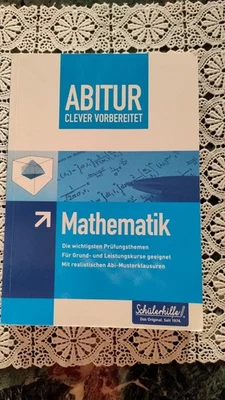 ABITUR
CLEVER VORBEREITET
Mathematik
Die wichtigsten Prüfungsthemen
Für Grund- und Leistungskurse geeignet
Mit realistischen Abi-Musterklausuren
Schülerhilfe!
Das Original. Seit 1974.